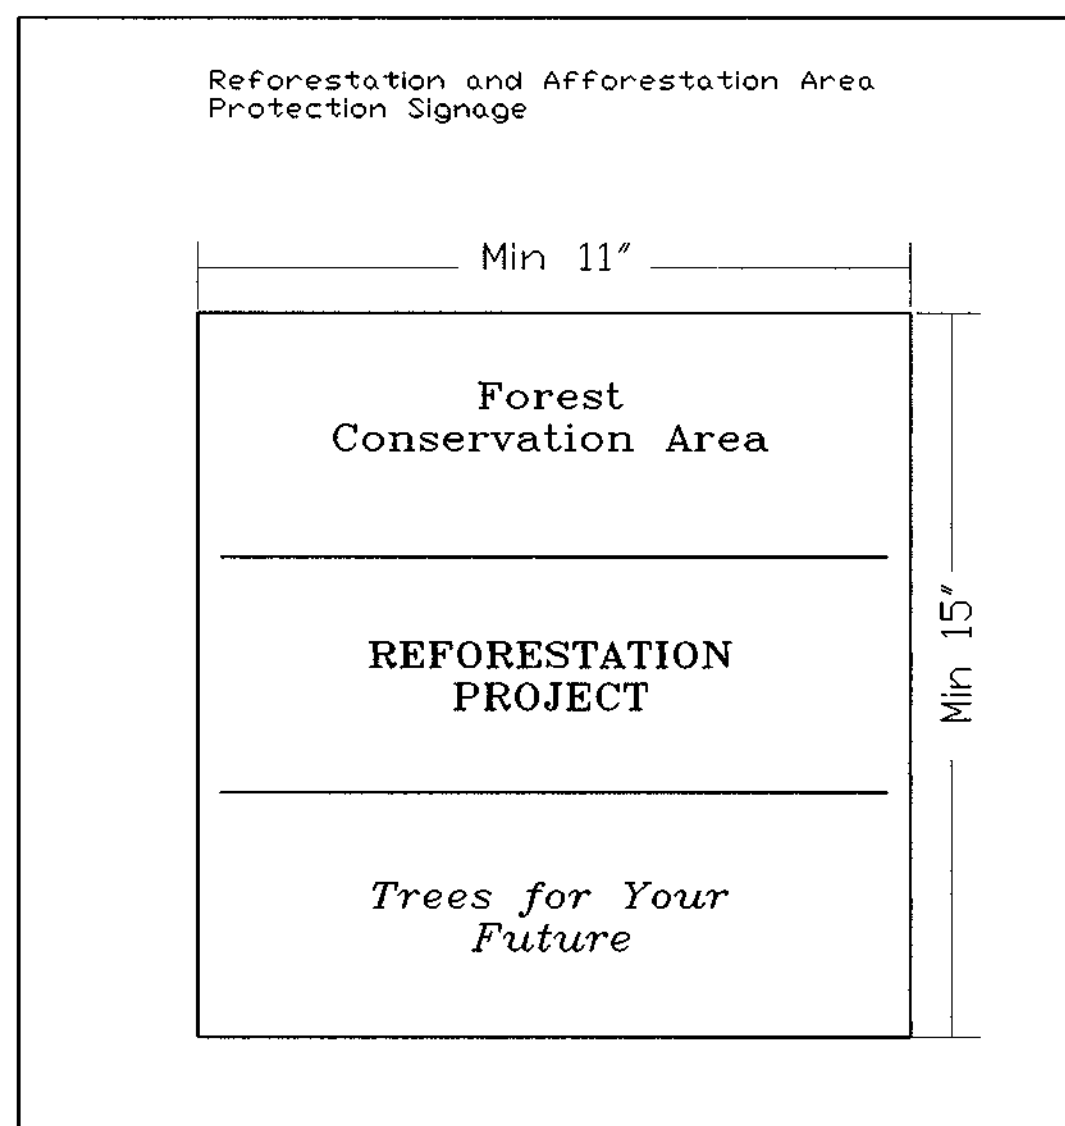 Reforestation and Afforestation Area
Protection Signage
Min 11"
Forest
Conservation Area
REFORESTATION
PROJECT
Min 15"
Trees for Your
Future